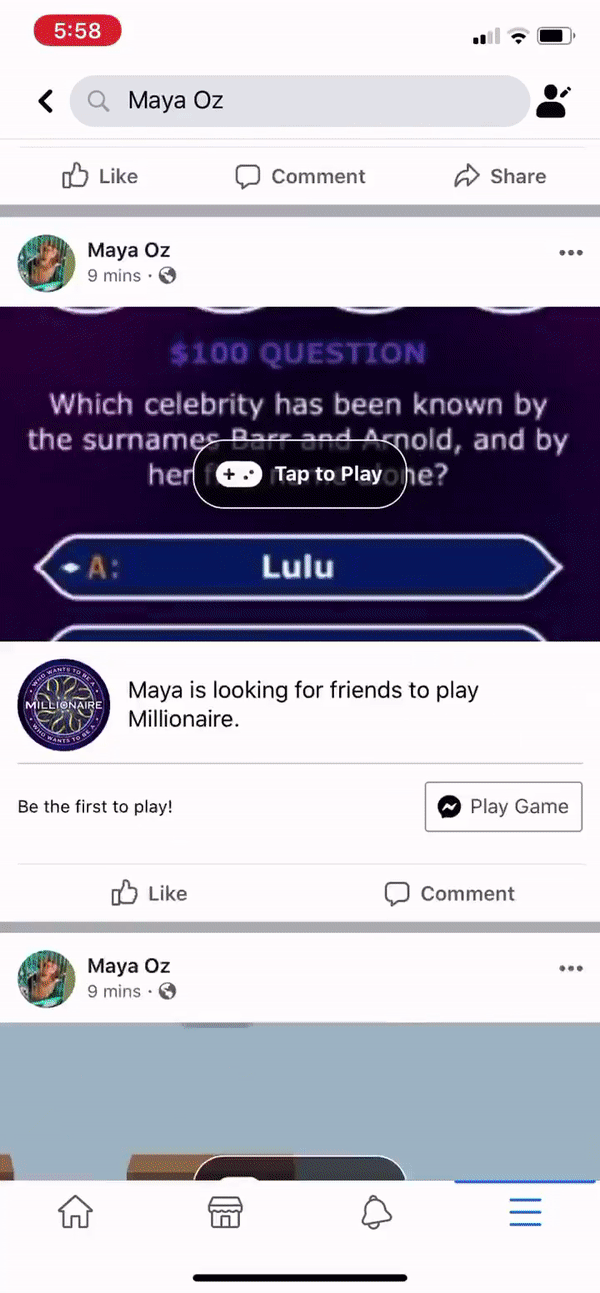 5:58
Maya Oz
Like
Comment
Share
Maya Oz
9 mins ·
$100 QUESTION
Which celebrity has been known by
the surnames Barr and Arnold, and by
her alone?
Tap to Play
A: Lulu
WHO WANTS TO BE A
MILLIONAIRE
WHO WANTS TO BE A
Maya is looking for friends to play
Millionaire.
Be the first to play!
Play Game
Like
Comment
Maya Oz
9 mins ·